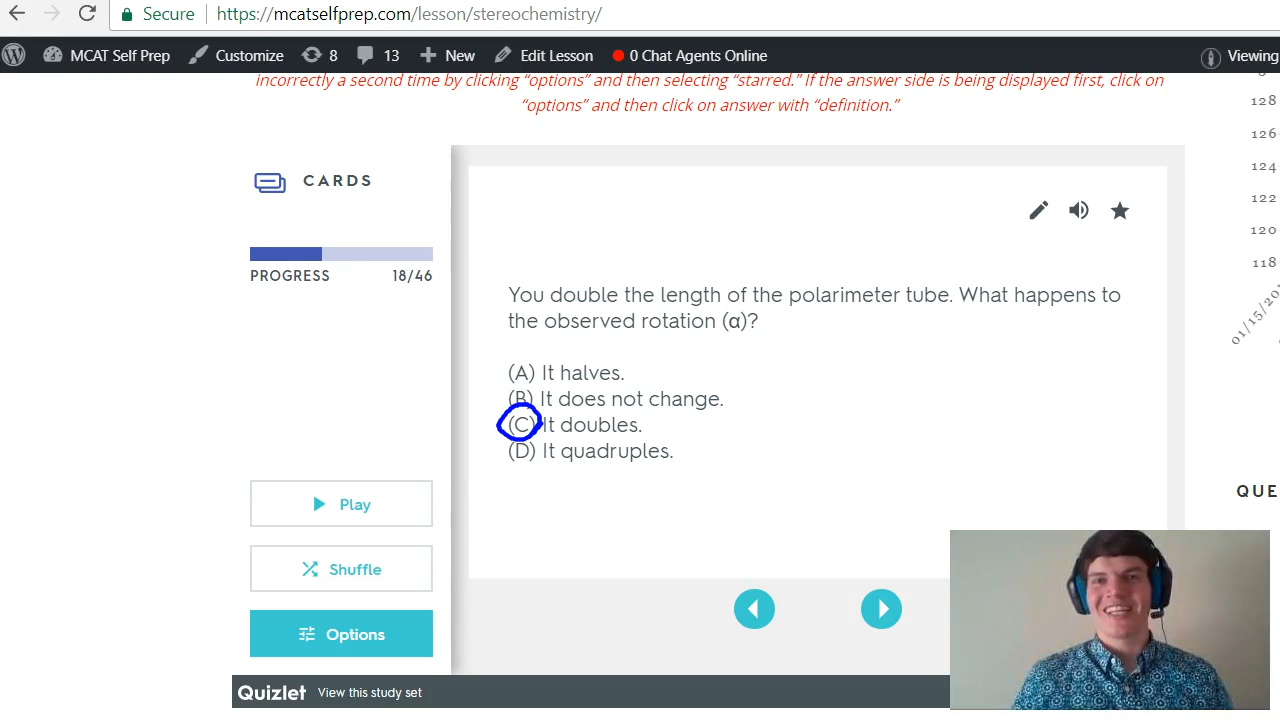 Secure https://mcatselfprep.com/lesson/stereochemistry/
MCAT Self Prep Customize 8 13 New Edit Lesson 0 Chat Agents Online Viewing
incorrectly a second time by clicking “options” and then selecting “starred.” If the answer side is being displayed first, click on
“options” and then click on answer with “definition.”
128
126
124
122
120
118
01/15/201
CARDS
PROGRESS 18/46
You double the length of the polarimeter tube. What happens to
the observed rotation (α)?
(A) It halves.
(B) It does not change.
(C) It doubles.
(D) It quadruples.
QUE
Play
Shuffle
Options
Quizlet View this study set